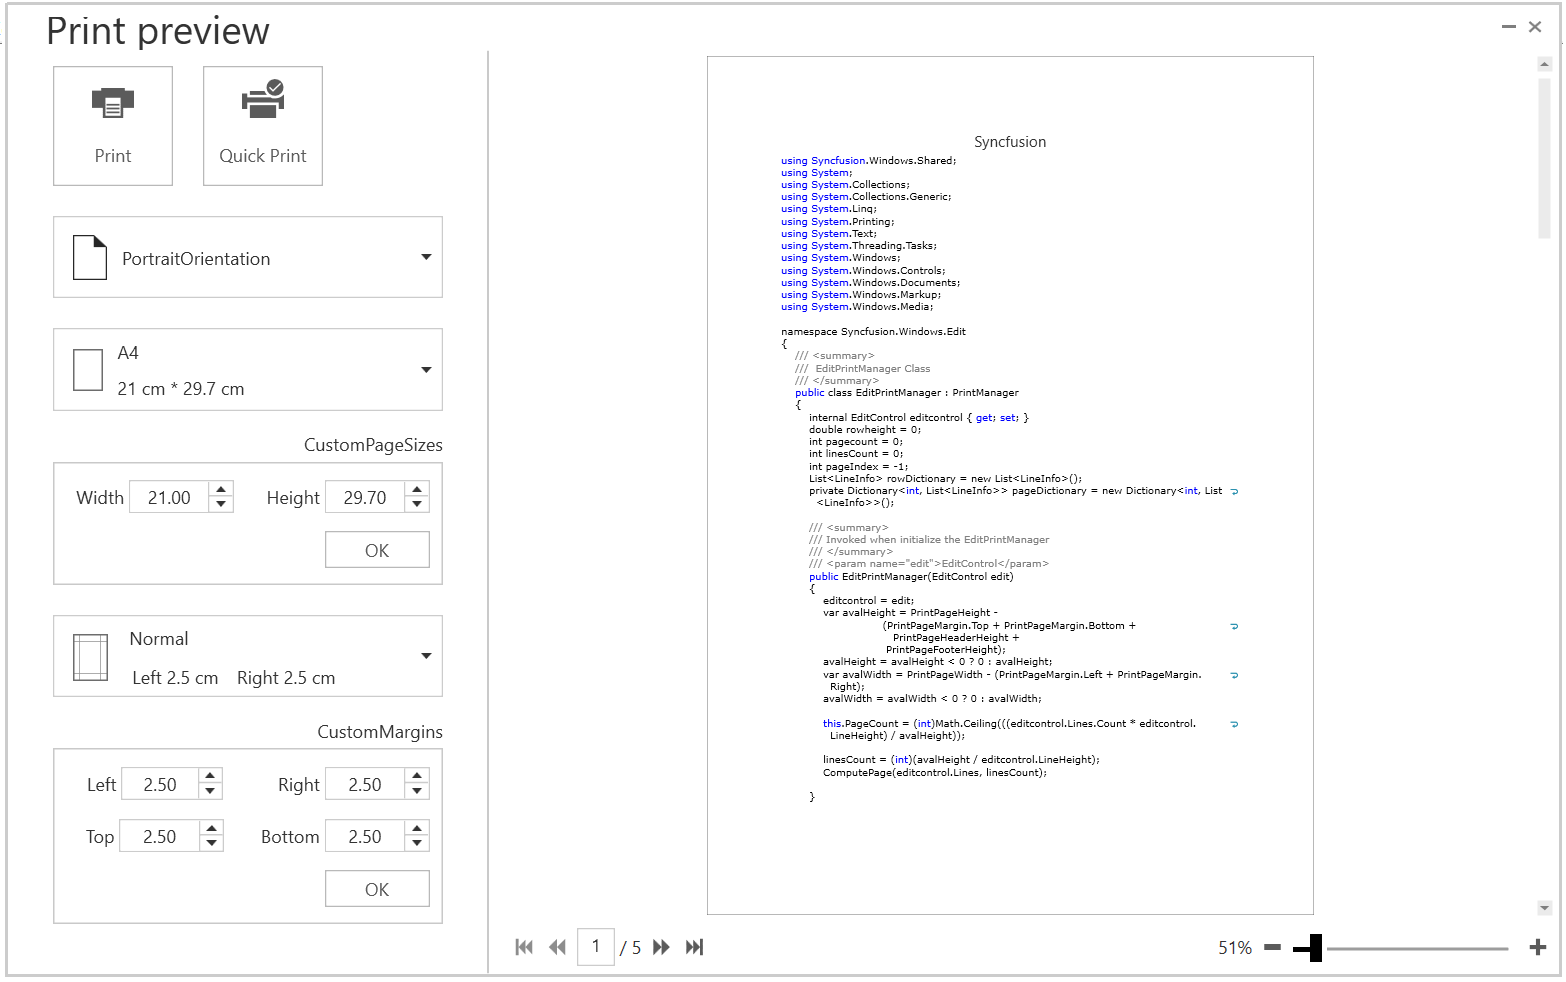 Print preview
Print
Quick Print
PortraitOrientation
A4
21 cm * 29.7 cm
CustomPageSizes
Width 21.00 Height 29.70
OK
Normal
Left 2.5 cm Right 2.5 cm
CustomMargins
Left 2.50 Right 2.50
Top 2.50 Bottom 2.50
OK
Syncfusion
using Syncfusion.Windows.Shared;
using System;
using System.Collections;
using System.Collections.Generic;
using System.Linq;
using System.Printing;
using System.Text;
using System.Threading.Tasks;
using System.Windows;
using System.Windows.Controls;
using System.Windows.Documents;
using System.Windows.Markup;
using System.Windows.Media;
namespace Syncfusion.Windows.Edit
{
/// <summary>
/// EditPrintManager Class
/// </summary>
public class EditPrintManager : PrintManager
{
internal EditControl editcontrol { get; set; }
double rowheight = 0;
int pagecount = 0;
int linesCount = 0;
int pageIndex = -1;
List<LineInfo> rowDictionary = new List<LineInfo>();
private Dictionary<int, List<LineInfo>> pageDictionary = new Dictionary<int, List
<LineInfo>>();
/// <summary>
/// Invoked when initialize the EditPrintManager
/// </summary>
/// <param name="edit">EditControl</param>
public EditPrintManager(EditControl edit)
{
editcontrol = edit;
var avalHeight = PrintPageHeight -
(PrintPageMargin.Top + PrintPageMargin.Bottom +
PrintPageHeaderHeight +
PrintPageFooterHeight);
avalHeight = avalHeight < 0 ? 0 : avalHeight;
var avalWidth = PrintPageWidth - (PrintPageMargin.Left + PrintPageMargin.
Right);
avalWidth = avalWidth < 0 ? 0 : avalWidth;
this.PageCount = (int)Math.Ceiling(((editcontrol.Lines.Count * editcontrol.
LineHeight) / avalHeight));
linesCount = (int)(avalHeight / editcontrol.LineHeight);
ComputePage(editcontrol.Lines, linesCount);
}
1 / 5
51%